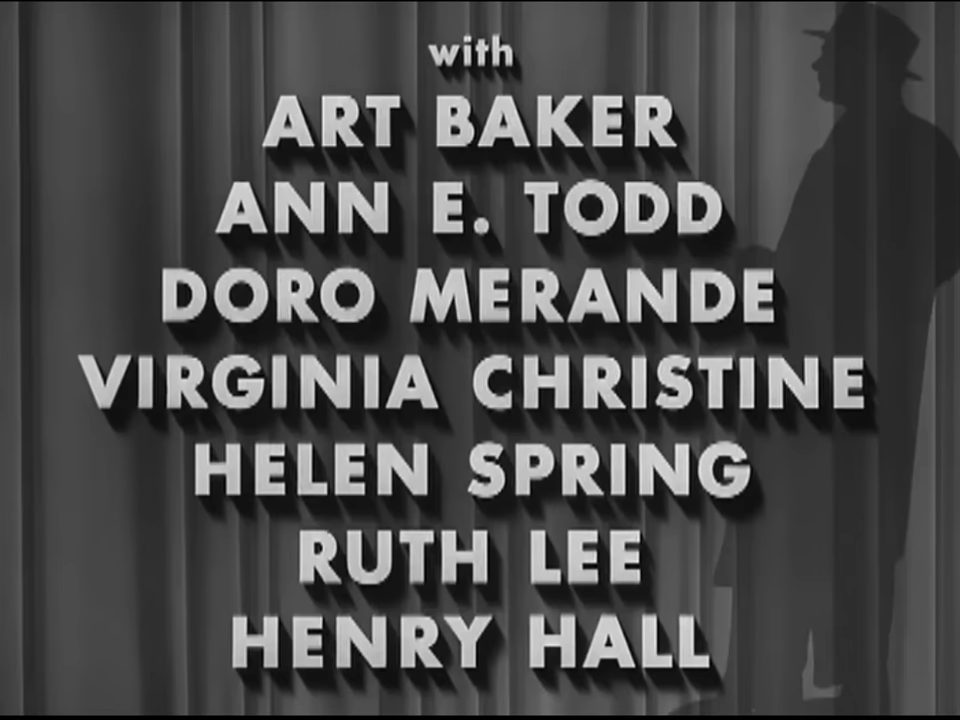 with
ART BAKER
ANN E. TODD
DORO MERANDE
VIRGINIA CHRISTINE
HELEN SPRING
RUTH LEE
HENRY HALL